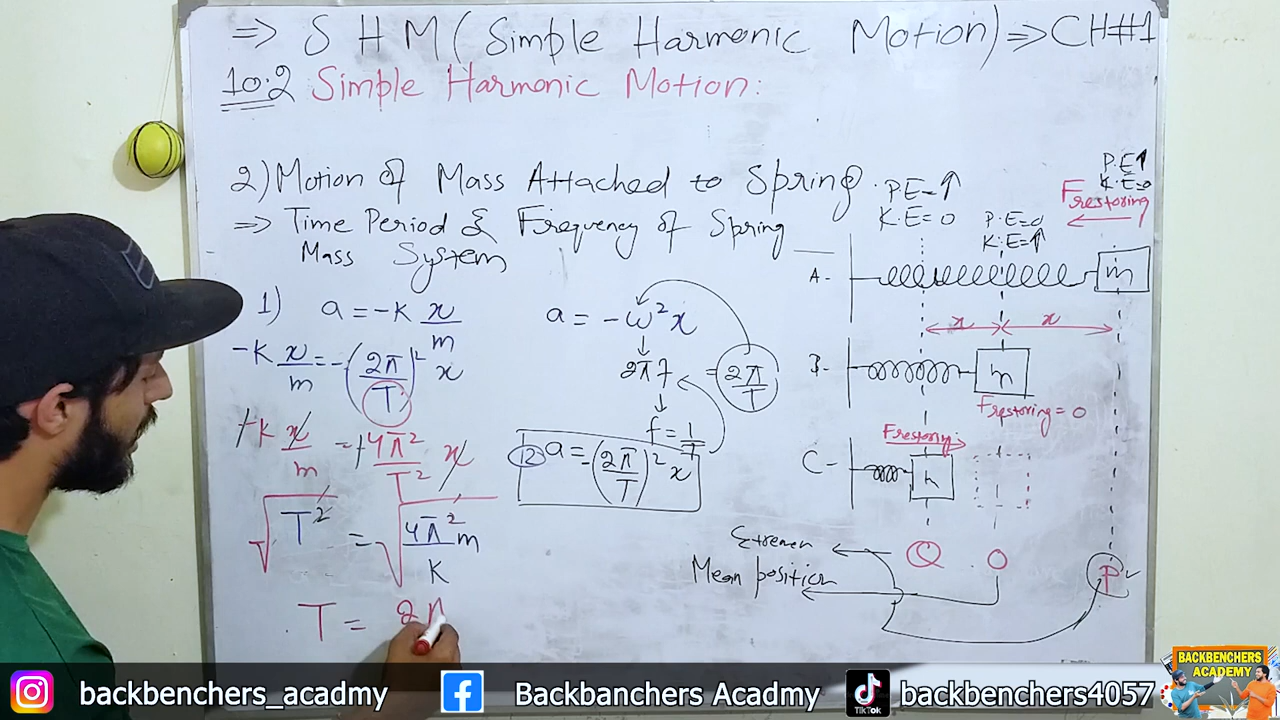 ⇒ SHM (Simple Harmonic Motion) ⇒ CH#1
10.2 Simple Harmonic Motion:
2) Motion of Mass Attached to Spring.
⇒ Time Period & Frequency of Spring
Mass System
1) a = -K x/m
-K x/m = -(2π/T)² x
-K x/m = -4π²/T² x
√T² = √4π²m/K
T = 2π
a = -ω²x
2πf = 2π/T
f = 1/T
12 a = -(2π/T)² x
P.E=↑
K.E=0
P.E=0
K.E=↑
P.E↑
K.E=0
Frestoring
A- m
x x
B- m
Frestoring = 0
Frestoring
C-
Q O P
Extreme
Mean position
backbenchers_acadmy
Backbanchers Acadmy
TikTok
backbenchers4057
BACKBENCHERS
ACADEMY